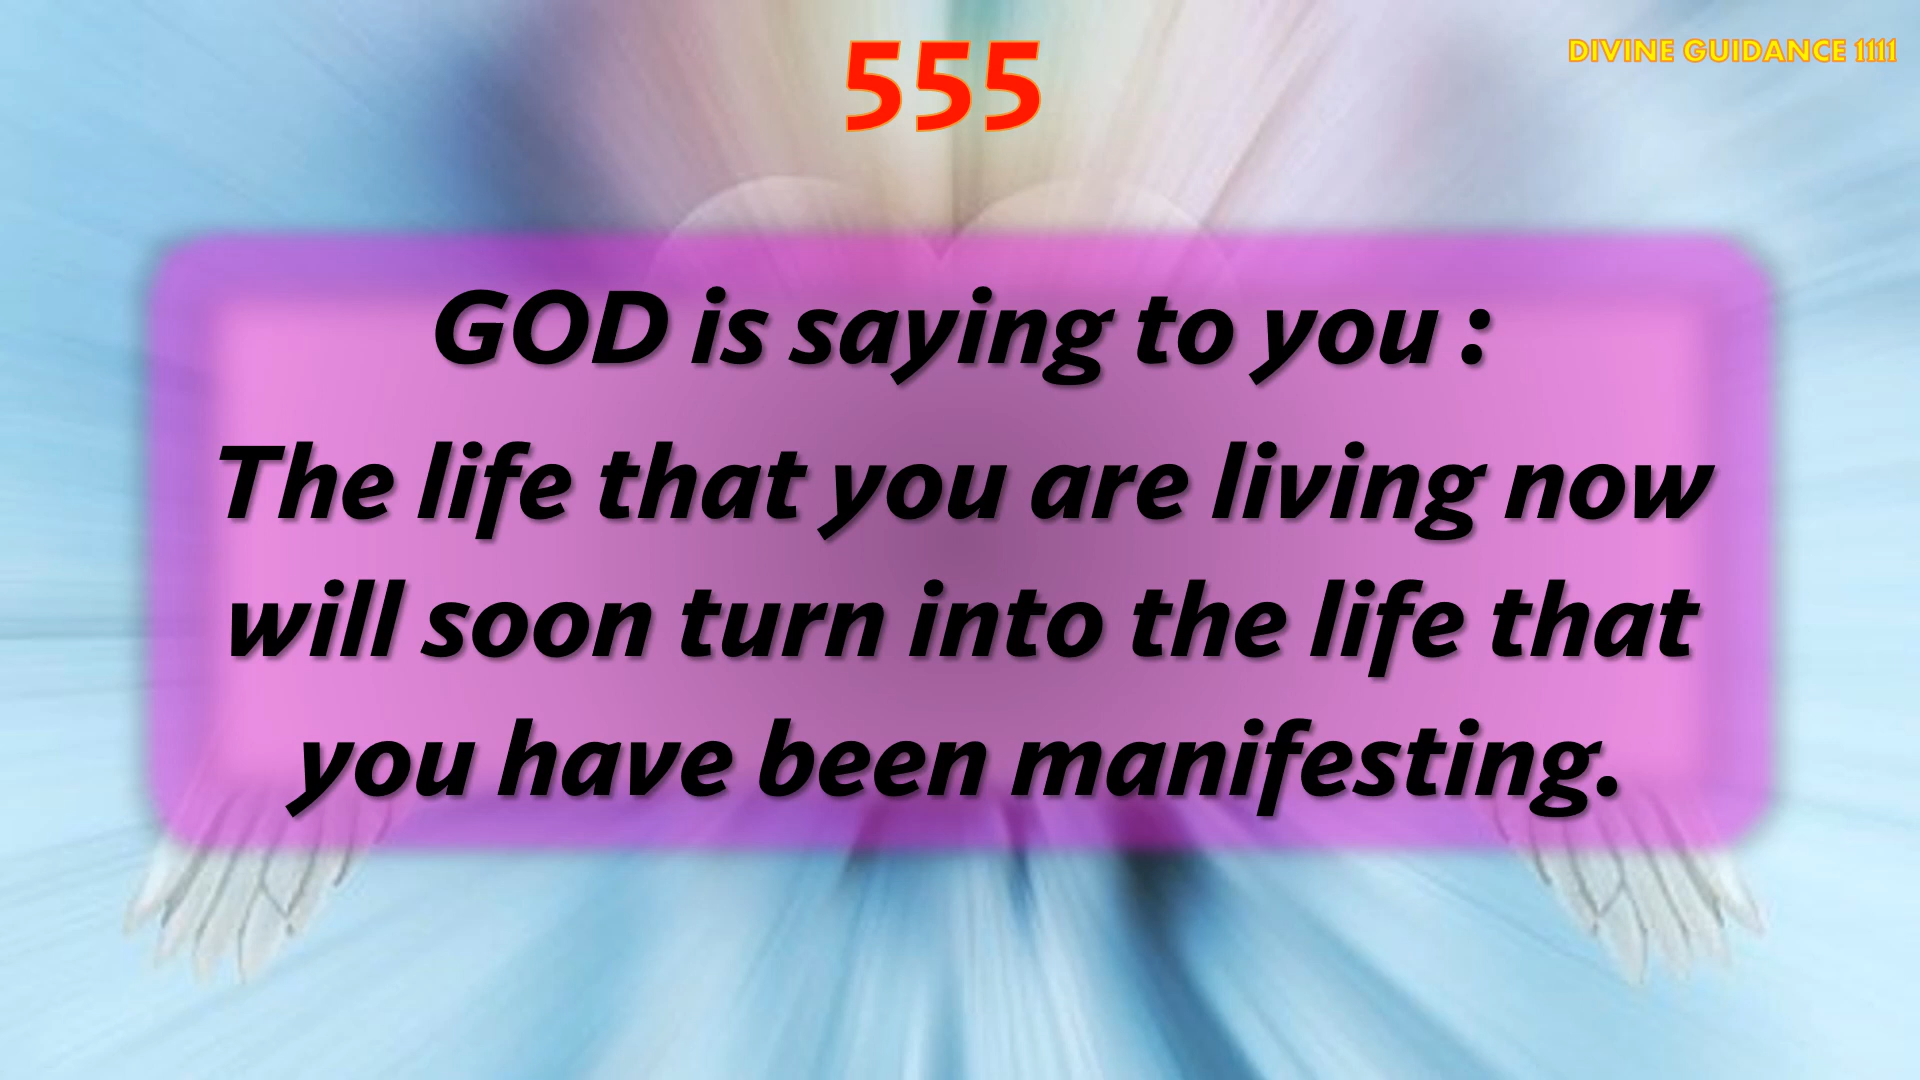 555
DIVINE GUIDANCE 1111
GOD is saying to you :
The life that you are living now
will soon turn into the life that
you have been manifesting.